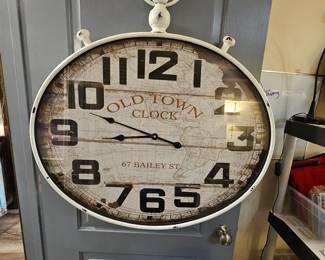 11 12 1
10 2
OLD TOWN
CLOCK
9 3
67 BAILEY ST.
8 4
7 6 5